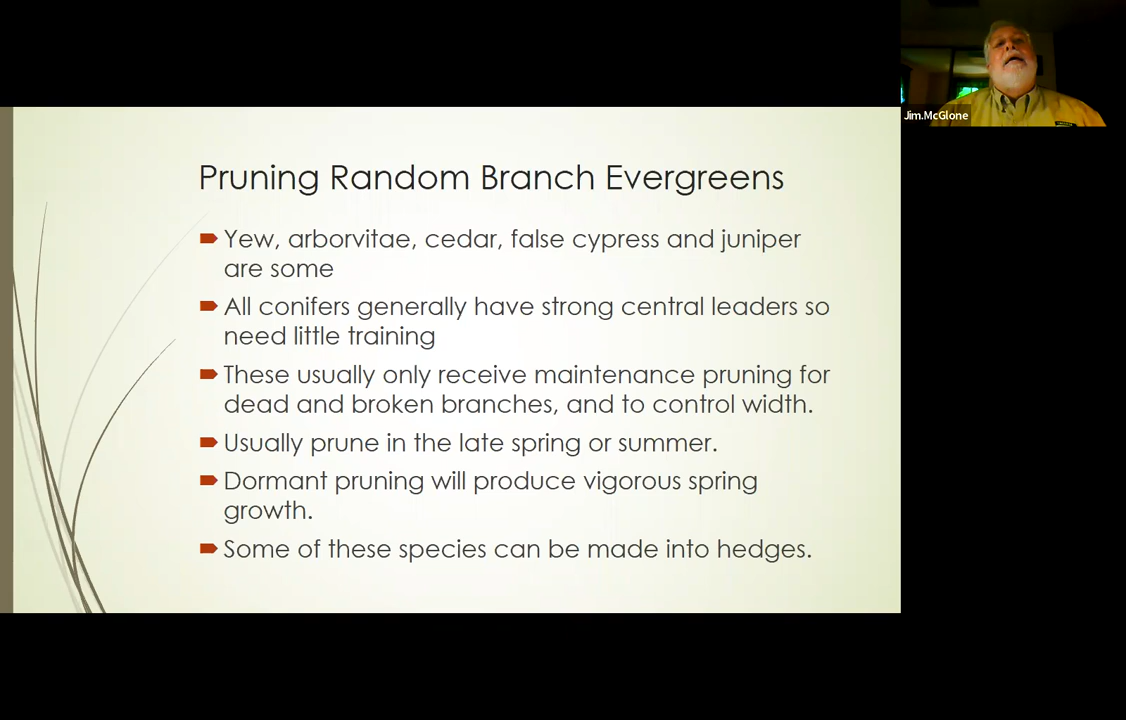 Pruning Random Branch Evergreens
Yew, arborvitae, cedar, false cypress and juniper
are some
All conifers generally have strong central leaders so
need little training
These usually only receive maintenance pruning for
dead and broken branches, and to control width.
Usually prune in the late spring or summer.
Dormant pruning will produce vigorous spring
growth.
Some of these species can be made into hedges.
Jim.McGlone